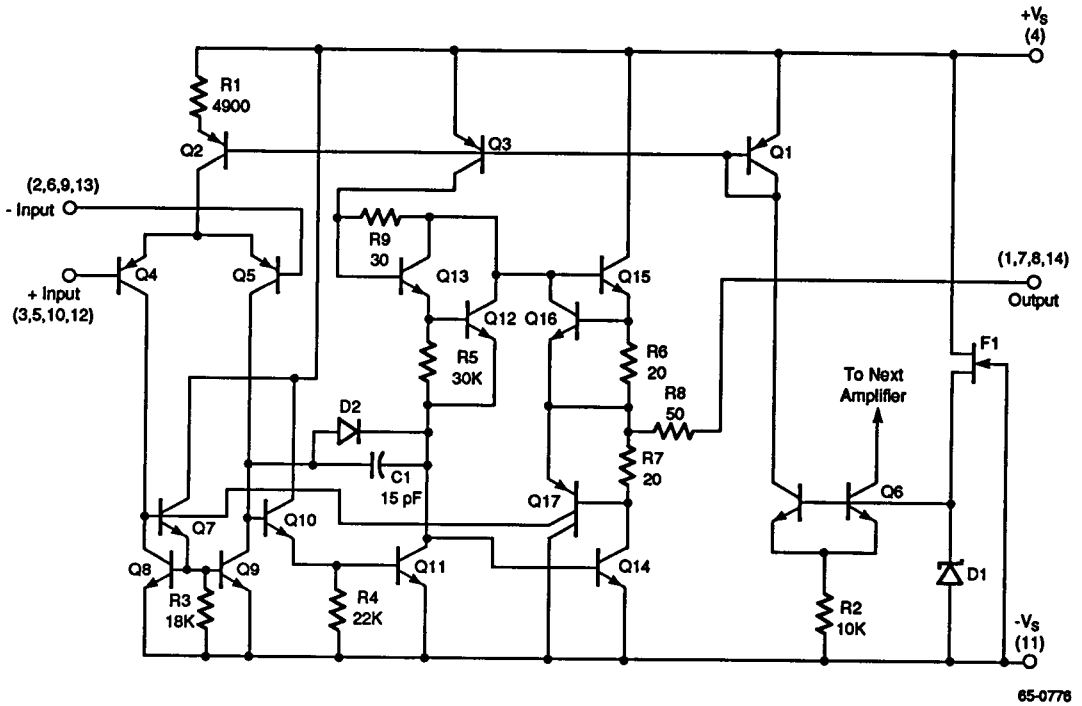 +VS
(4)
R1
4900
Q2
Q3
Q1
(2,6,9,13)
- Input
R9
30
Q4
Q5
Q13
Q15
(1,7,8,14)
Output
+ Input
(3,5,10,12)
Q12
Q16
F1
R5
30K
R6
20
To Next
Amplifier
D2
R8
50
C1
15 pF
R7
20
Q7
Q10
Q17
Q6
Q8
Q9
Q11
Q14
D1
R3
18K
R4
22K
R2
10K
-VS
(11)
65-0776